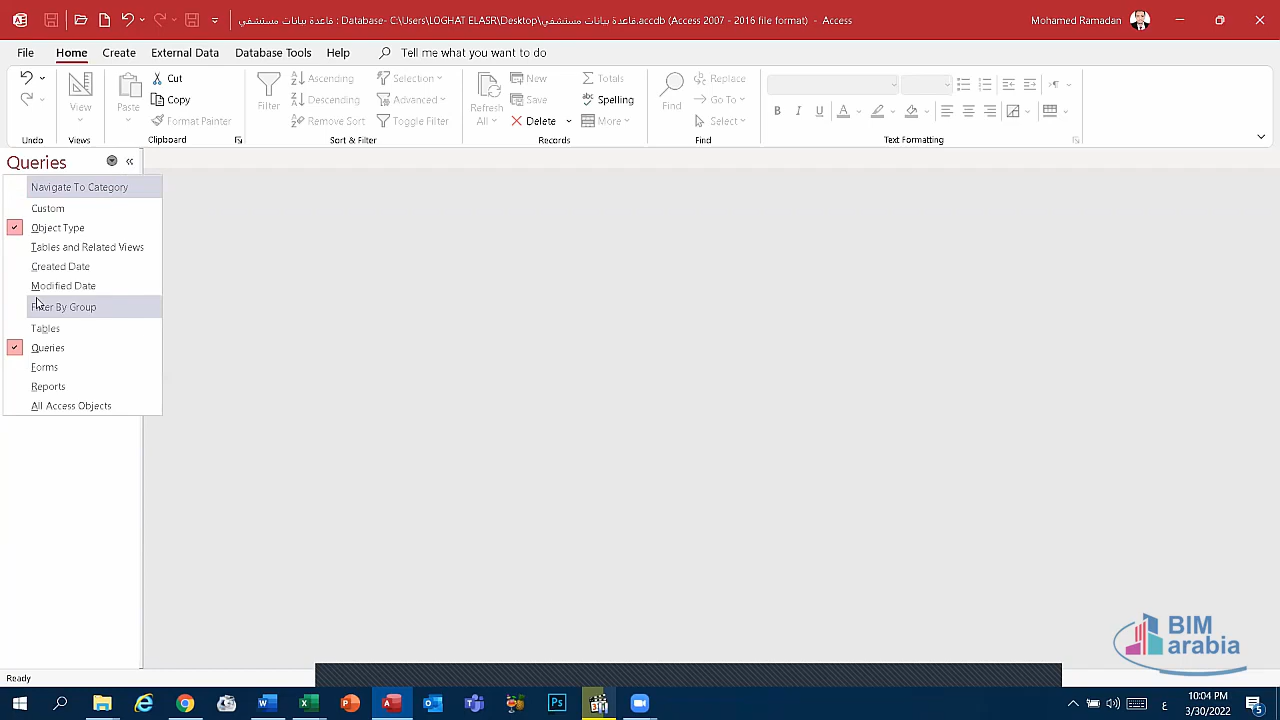 قاعدة بيانات مستشفي : Database- C:\Users\LOGHAT ELASR\Desktop\قاعدة بيانات مستشفي.accdb (Access 2007 - 2016 file format) - Access
Mohamed Ramadan
File Home Create External Data Database Tools Help Tell me what you want to do
View Paste Cut Copy Format Painter
Filter Ascending Descending Remove Sort Selection Advanced Toggle Filter
Refresh All New Save Delete Totals Spelling More
Find Replace Go To Select
B I U A
Undo Views Clipboard Sort & Filter Records Find Text Formatting
Queries
Navigate To Category
Custom
Object Type
Tables and Related Views
Created Date
Modified Date
Filter By Group
Tables
Queries
Forms
Reports
All Access Objects
BIM
arabia
Ready
Ps
ع
10:04 PM
3/30/2022
5